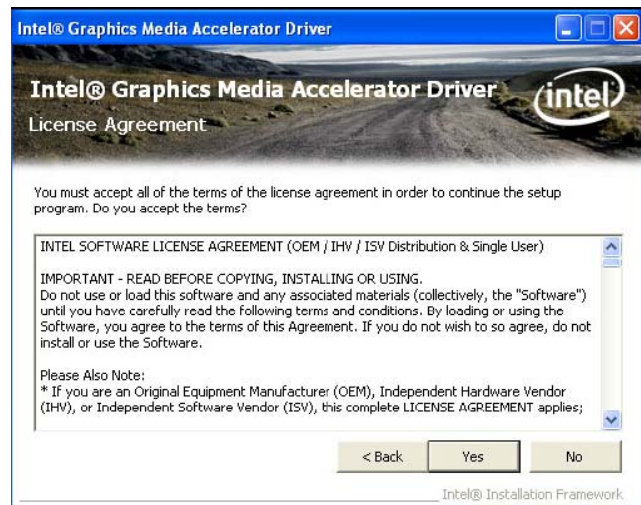 Intel® Graphics Media Accelerator Driver
Intel® Graphics Media Accelerator Driver
intel
License Agreement
You must accept all of the terms of the license agreement in order to continue the setup
program. Do you accept the terms?
INTEL SOFTWARE LICENSE AGREEMENT (OEM / IHV / ISV Distribution & Single User)
IMPORTANT - READ BEFORE COPYING, INSTALLING OR USING.
Do not use or load this software and any associated materials (collectively, the "Software")
until you have carefully read the following terms and conditions. By loading or using the
Software, you agree to the terms of this Agreement. If you do not wish to so agree, do not
install or use the Software.
Please Also Note:
* If you are an Original Equipment Manufacturer (OEM), Independent Hardware Vendor
(IHV), or Independent Software Vendor (ISV), this complete LICENSE AGREEMENT applies;
< Back
Yes
No
Intel® Installation Framework